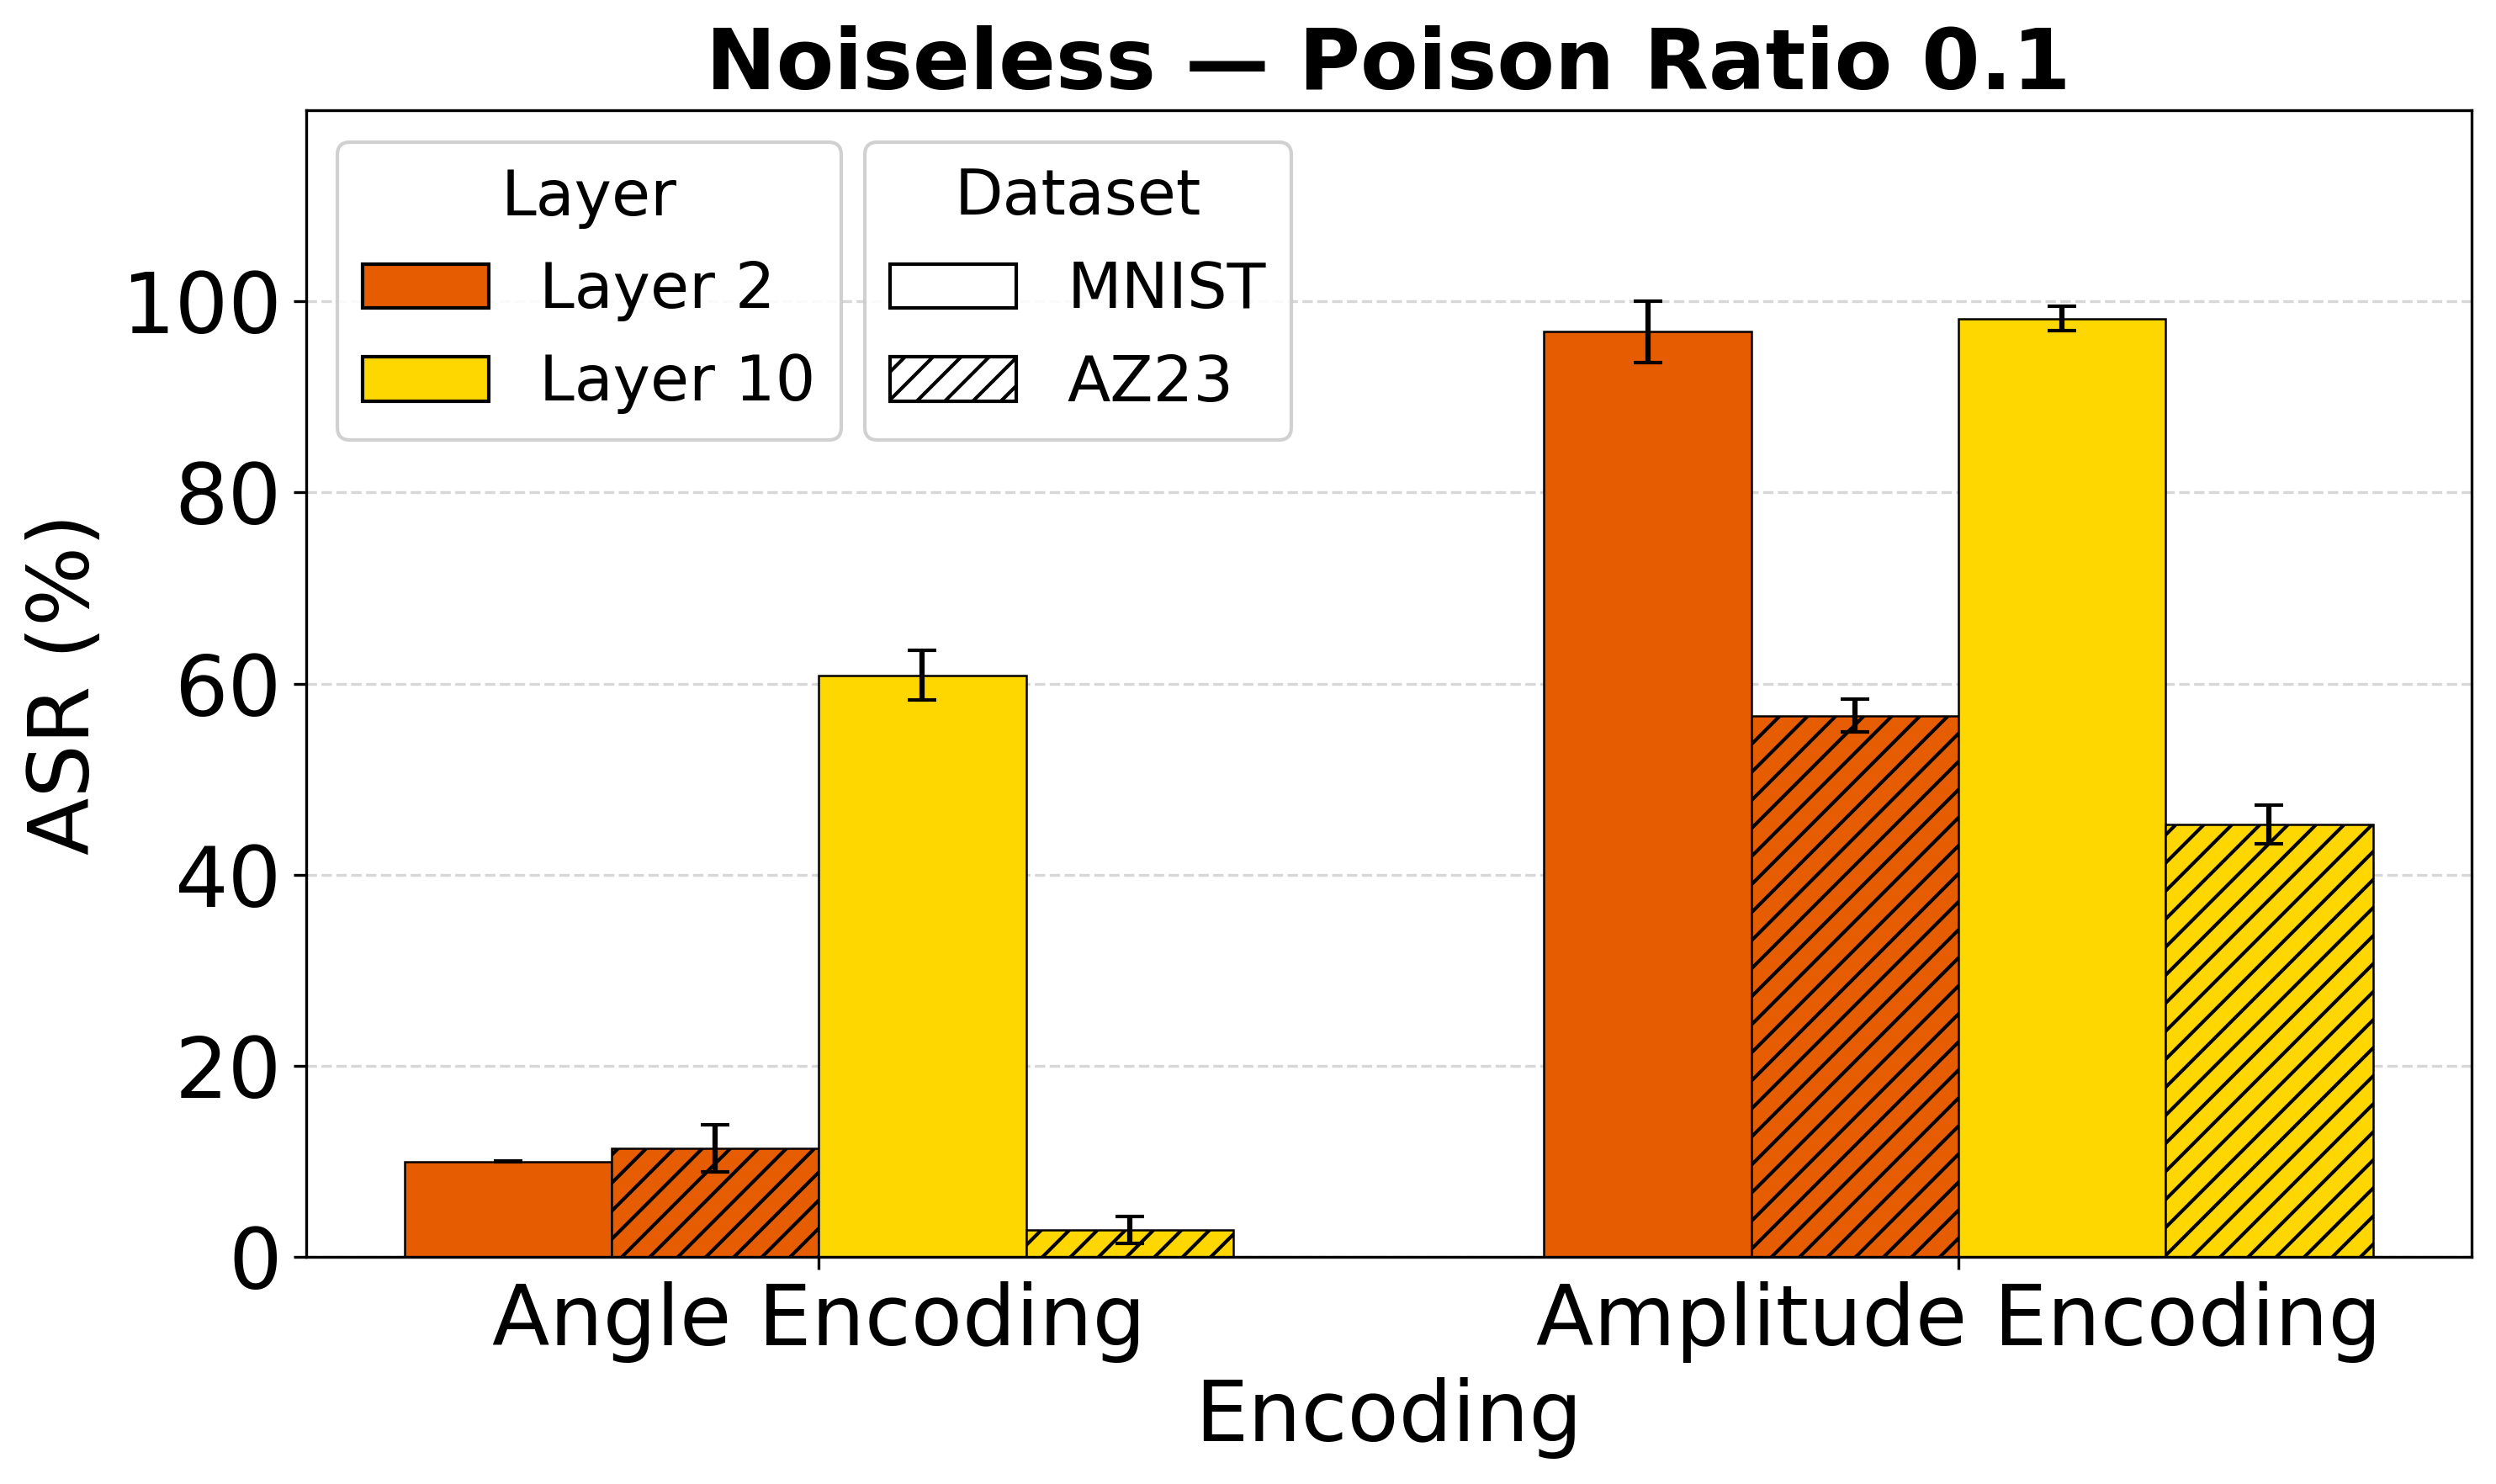 Noiseless — Poison Ratio 0.1
Layer
Layer 2
Layer 10
Dataset
MNIST
AZ23
ASR (%)
100
80
60
40
20
0
Angle Encoding
Amplitude Encoding
Encoding